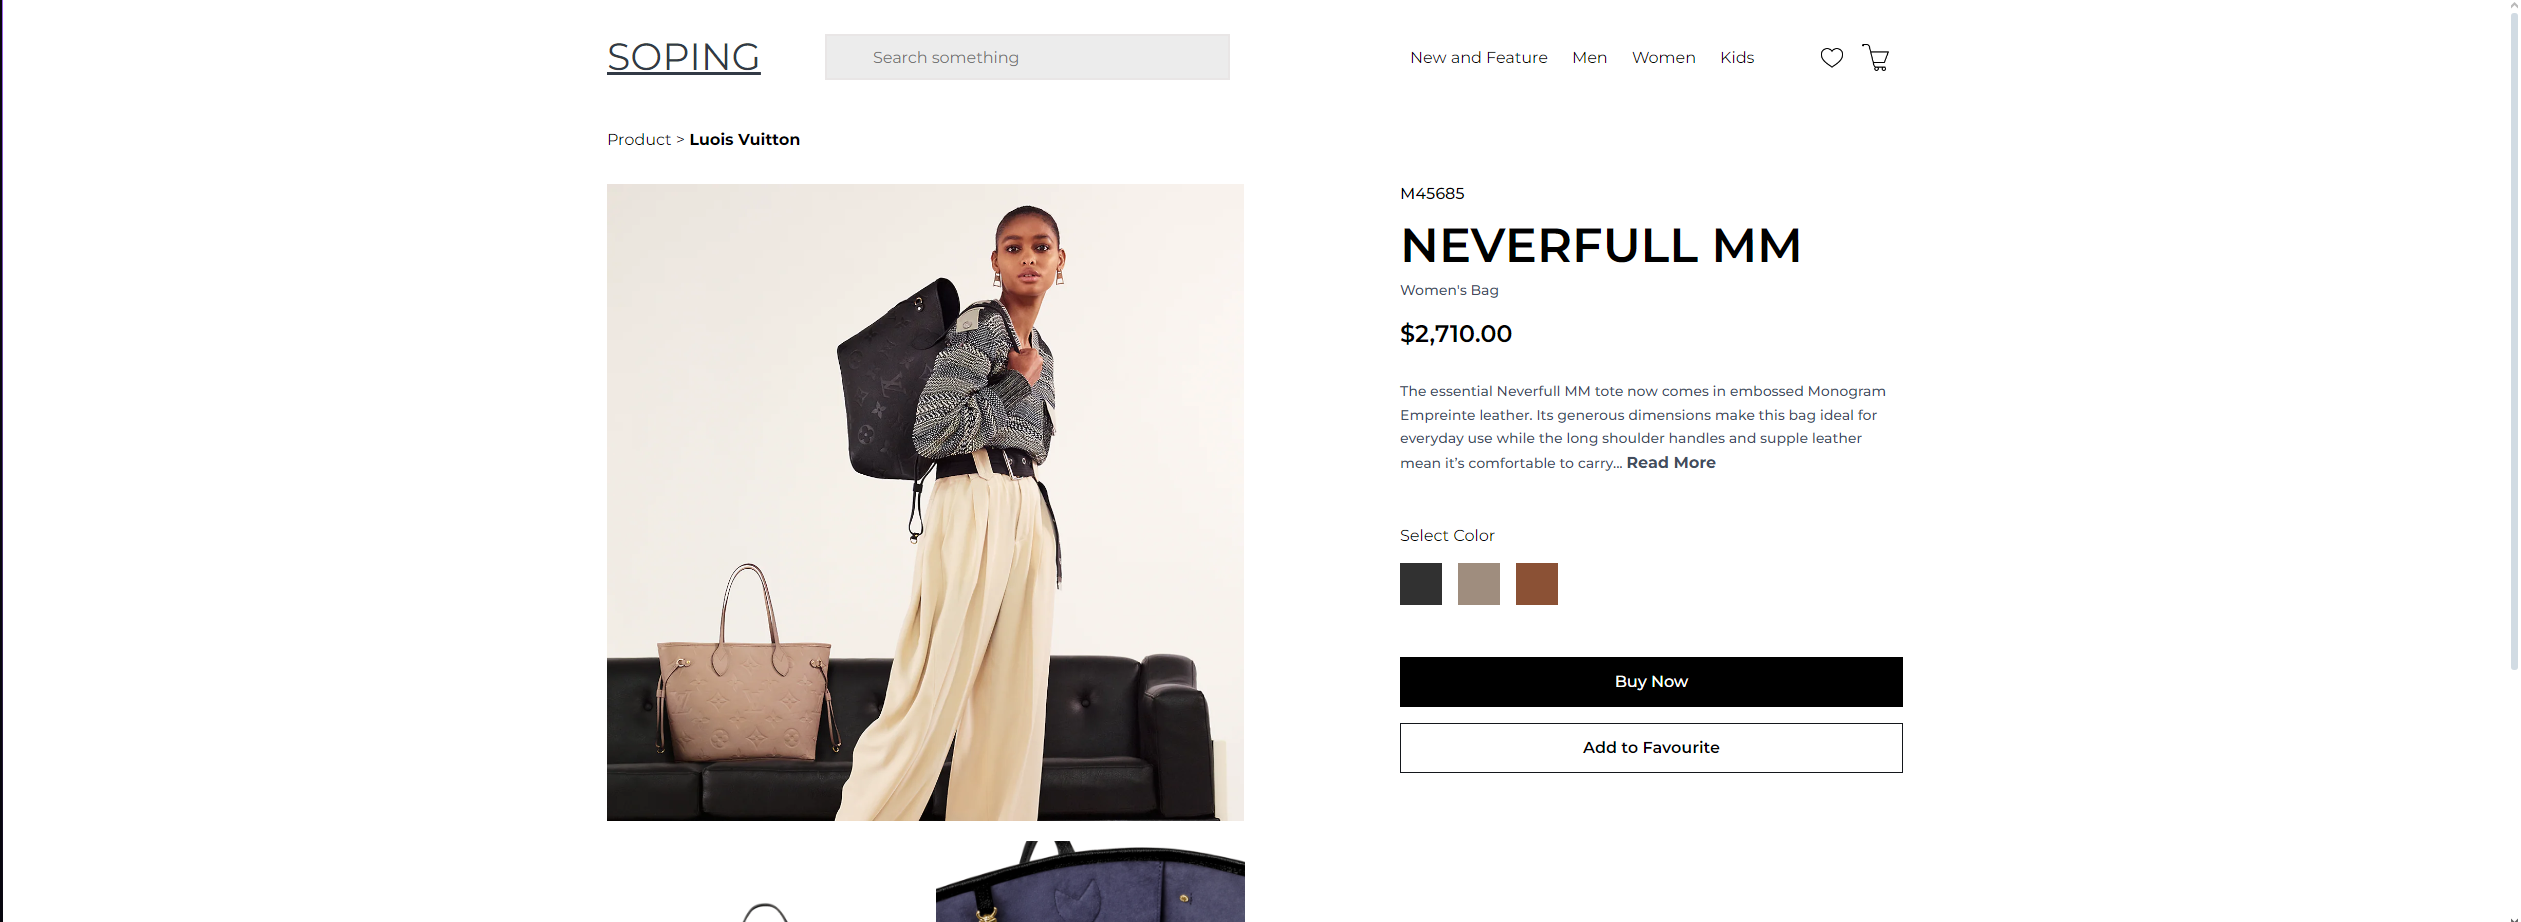 SOPING
Search something
New and Feature
Men
Women
Kids
Product > Luois Vuitton
M45685
NEVERFULL MM
Women's Bag
$2,710.00
The essential Neverfull MM tote now comes in embossed Monogram
Empreinte leather. Its generous dimensions make this bag ideal for
everyday use while the long shoulder handles and supple leather
mean it’s comfortable to carry... Read More
Select Color
Buy Now
Add to Favourite